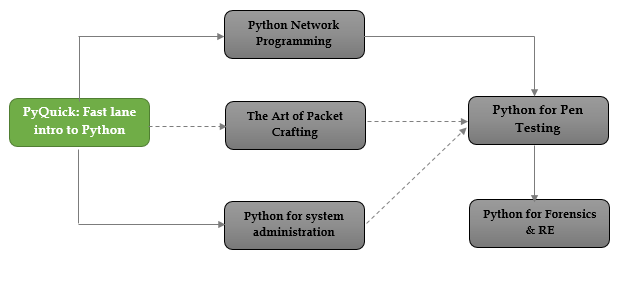 Python Network
Programming
PyQuick: Fast lane
intro to Python
The Art of Packet
Crafting
Python for Pen
Testing
Python for system
administration
Python for Forensics
& RE